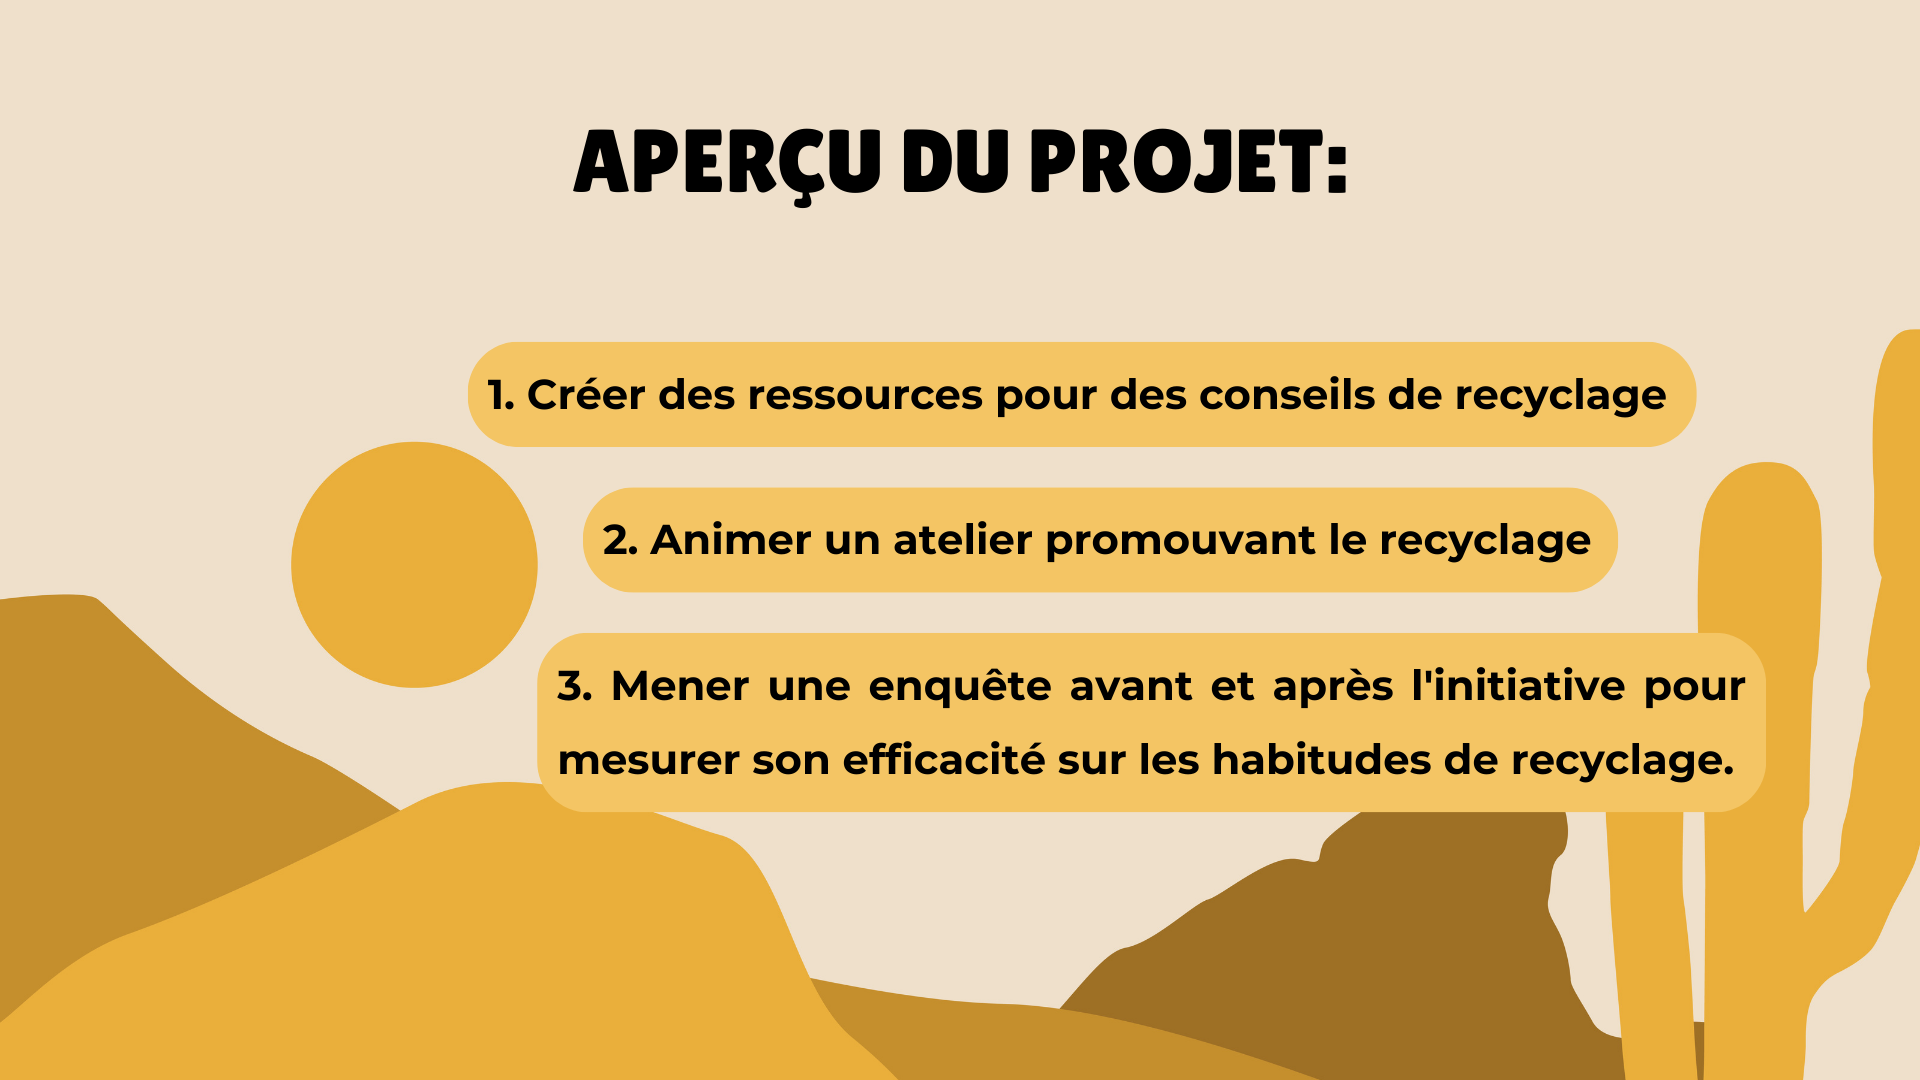 APERÇU DU PROJET:
1. Créer des ressources pour des conseils de recyclage
2. Animer un atelier promouvant le recyclage
3. Mener une enquête avant et après l'initiative pour
mesurer son efficacité sur les habitudes de recyclage.